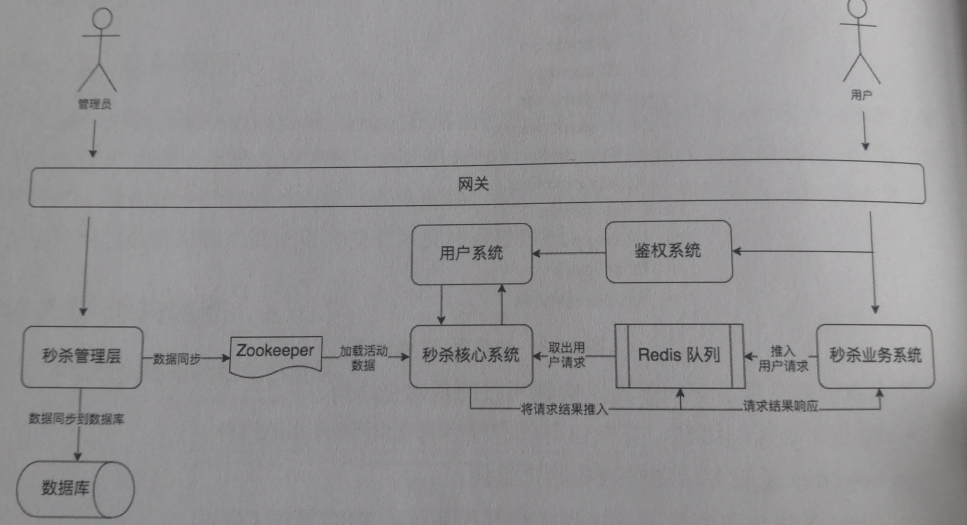 管理员
用户
网关
用户系统
鉴权系统
秒杀管理层
数据同步
Zookeeper
加载活动
数据
秒杀核心系统
取出用
户请求
Redis 队列
推入
用户请求
秒杀业务系统
将请求结果推入
请求结果响应
数据同步到数据库
数据库